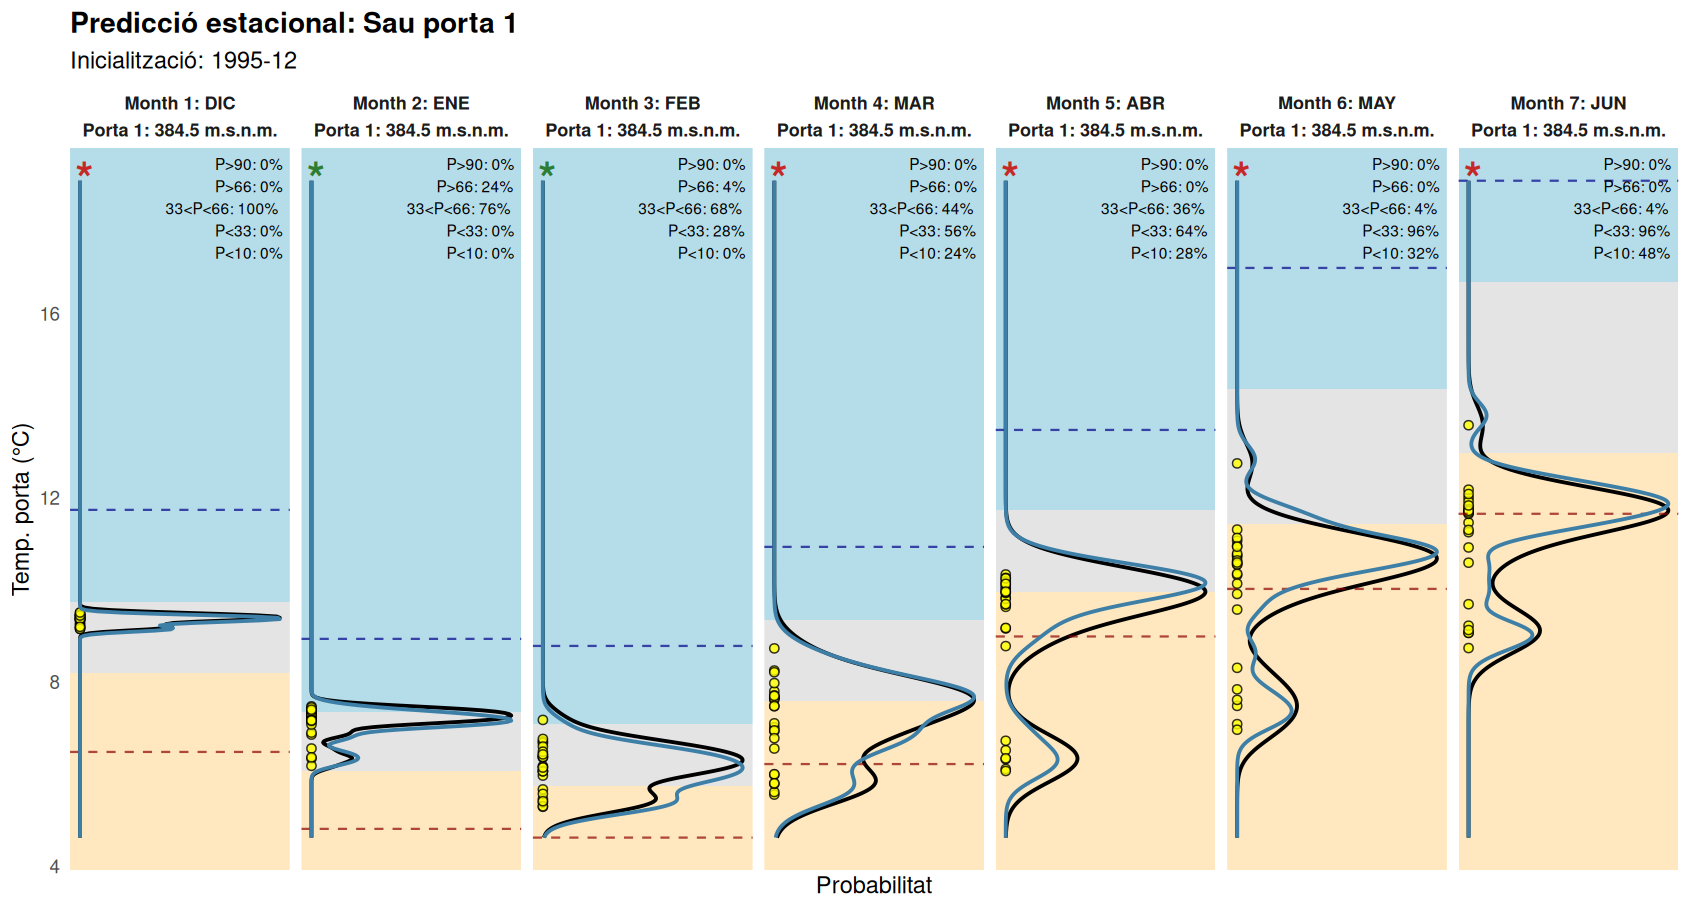 Predicció estacional: Sau porta 1
Inicialització: 1995-12
Month 1: DIC
Porta 1: 384.5 m.s.n.m.
Month 2: ENE
Porta 1: 384.5 m.s.n.m.
Month 3: FEB
Porta 1: 384.5 m.s.n.m.
Month 4: MAR
Porta 1: 384.5 m.s.n.m.
Month 5: ABR
Porta 1: 384.5 m.s.n.m.
Month 6: MAY
Porta 1: 384.5 m.s.n.m.
Month 7: JUN
Porta 1: 384.5 m.s.n.m.
*
P>90: 0%
P>66: 0%
33<P<66: 100%
P<33: 0%
P<10: 0%
*
P>90: 0%
P>66: 24%
33<P<66: 76%
P<33: 0%
P<10: 0%
*
P>90: 0%
P>66: 4%
33<P<66: 68%
P<33: 28%
P<10: 0%
*
P>90: 0%
P>66: 0%
33<P<66: 44%
P<33: 56%
P<10: 24%
*
P>90: 0%
P>66: 0%
33<P<66: 36%
P<33: 64%
P<10: 28%
*
P>90: 0%
P>66: 0%
33<P<66: 4%
P<33: 96%
P<10: 32%
*
P>90: 0%
P>66: 0%
33<P<66: 4%
P<33: 96%
P<10: 48%
16
12
8
4
Temp. porta (°C)
Probabilitat